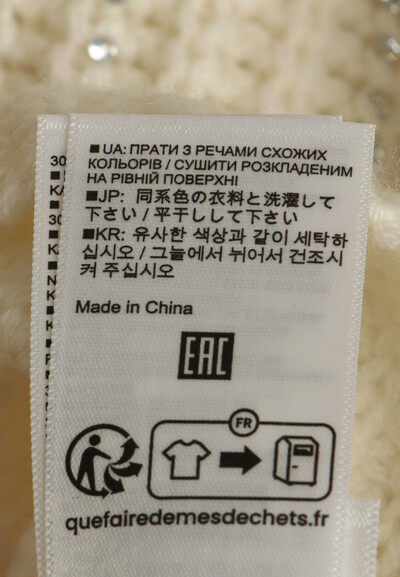 ■ UA: ПРАТИ З РЕЧАМИ СХОЖИХ
КОЛЬОРІВ / СУШИТИ РОЗКЛАДЕНИМ
НА РІВНІЙ ПОВЕРХНІ
■JP: 同系色の衣料と洗濯して
下さい / 平干しして下さい
■KR: 유사한 색상과 같이 세탁하
십시오 / 그늘에서 뉘어서 건조시
켜 주십시오
Made in China
EAC
FR
quefairedemesdechets.fr